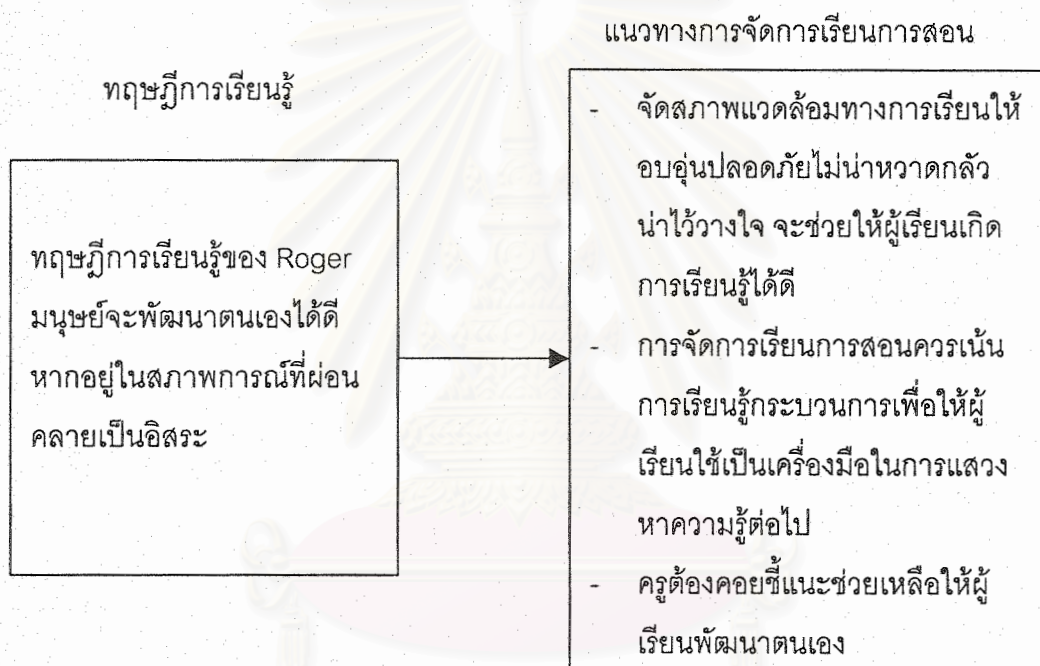 แนวทางการจัดการเรียนการสอน
ทฤษฎีการเรียนรู้
ทฤษฎีการเรียนรู้ของ Roger
มนุษย์จะพัฒนาตนเองได้ดี
หากอยู่ในสภาพการณ์ที่ผ่อน
คลายเป็นอิสระ
- จัดสภาพแวดล้อมทางการเรียนให้
อบอุ่นปลอดภัยไม่น่าหวาดกลัว
น่าไว้วางใจ จะช่วยให้ผู้เรียนเกิด
การเรียนรู้ได้ดี
- การจัดการเรียนการสอนควรเน้น
การเรียนรู้กระบวนการเพื่อให้ผู้
เรียนใช้เป็นเครื่องมือในการแสวง
หาความรู้ต่อไป
- ครูต้องคอยชี้แนะช่วยเหลือให้ผู้
เรียนพัฒนาตนเอง